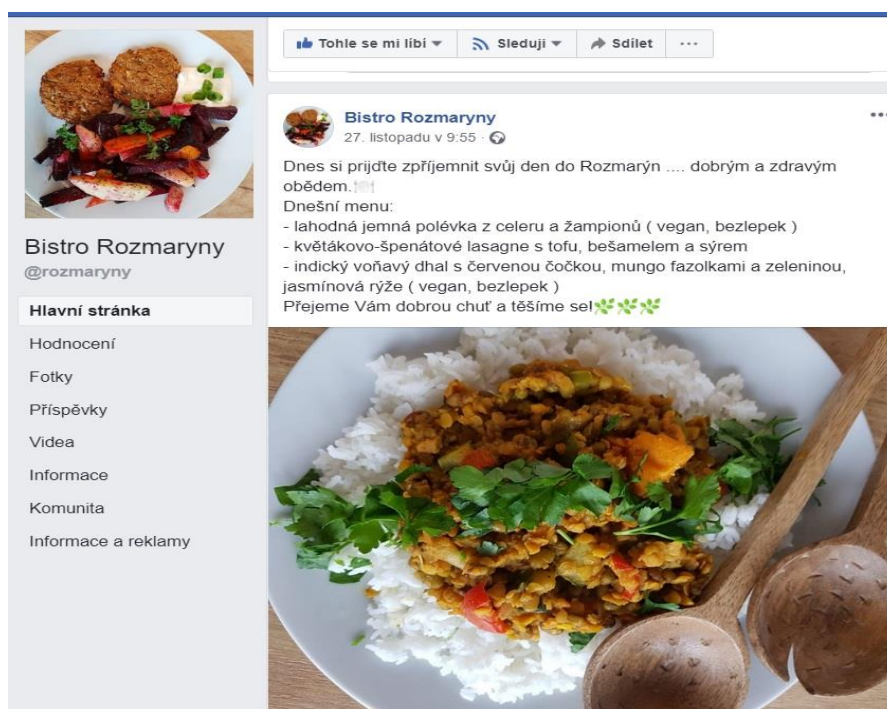 Tohle se mi líbí
Sleduji
Sdílet
Bistro Rozmaryny
27. listopadu v 9:55 ·
Dnes si prijďte zpříjemnit svůj den do Rozmarýn .... dobrým a zdravým
obědem.🍽️
Dnešní menu:
- lahodná jemná polévka z celeru a žampionů ( vegan, bezlepek )
- květákovo-špenátové lasagne s tofu, bešamelem a sýrem
- indický voňavý dhal s červenou čočkou, mungo fazolkami a zeleninou,
jasmínová rýže ( vegan, bezlepek )
Přejeme Vám dobrou chuť a těšíme se!🌿🌿🌿
Bistro Rozmaryny
@rozmaryny
Hlavní stránka
Hodnocení
Fotky
Příspěvky
Videa
Informace
Komunita
Informace a reklamy